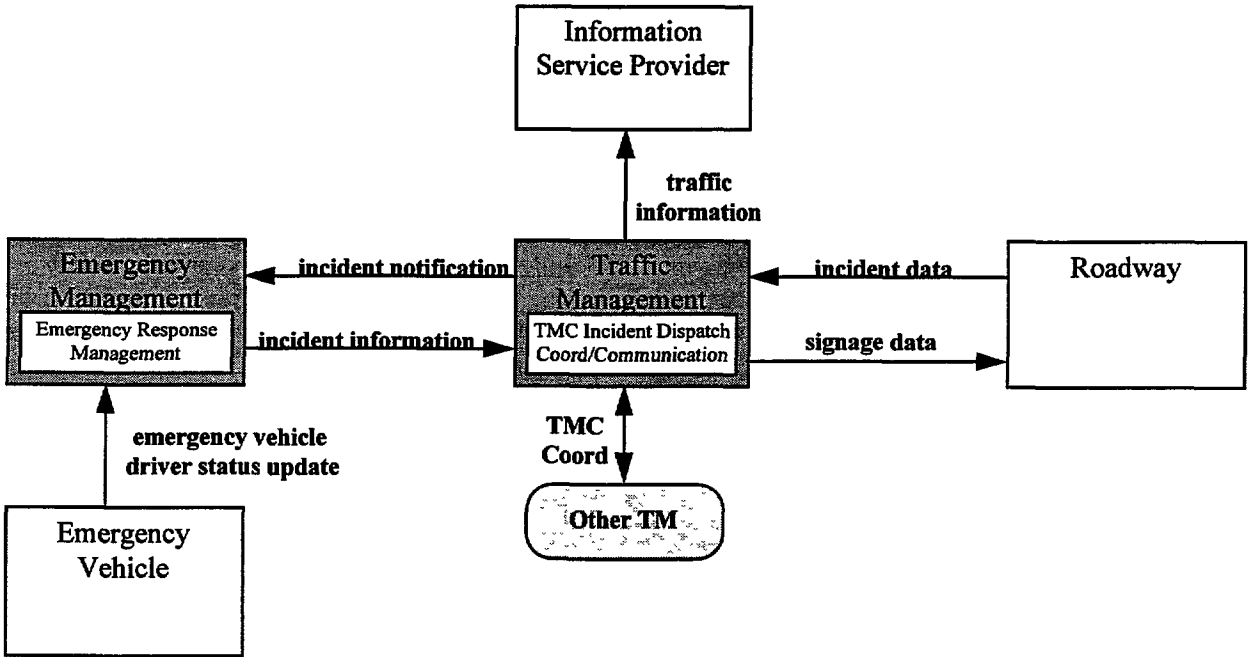 Information
Service Provider
traffic
information
Emergency
Management
Emergency Response
Management
incident notification
incident information
Traffic
Management
TMC Incident Dispatch
Coord/Communication
incident data
signage data
Roadway
emergency vehicle
driver status update
TMC
Coord
Other TM
Emergency
Vehicle